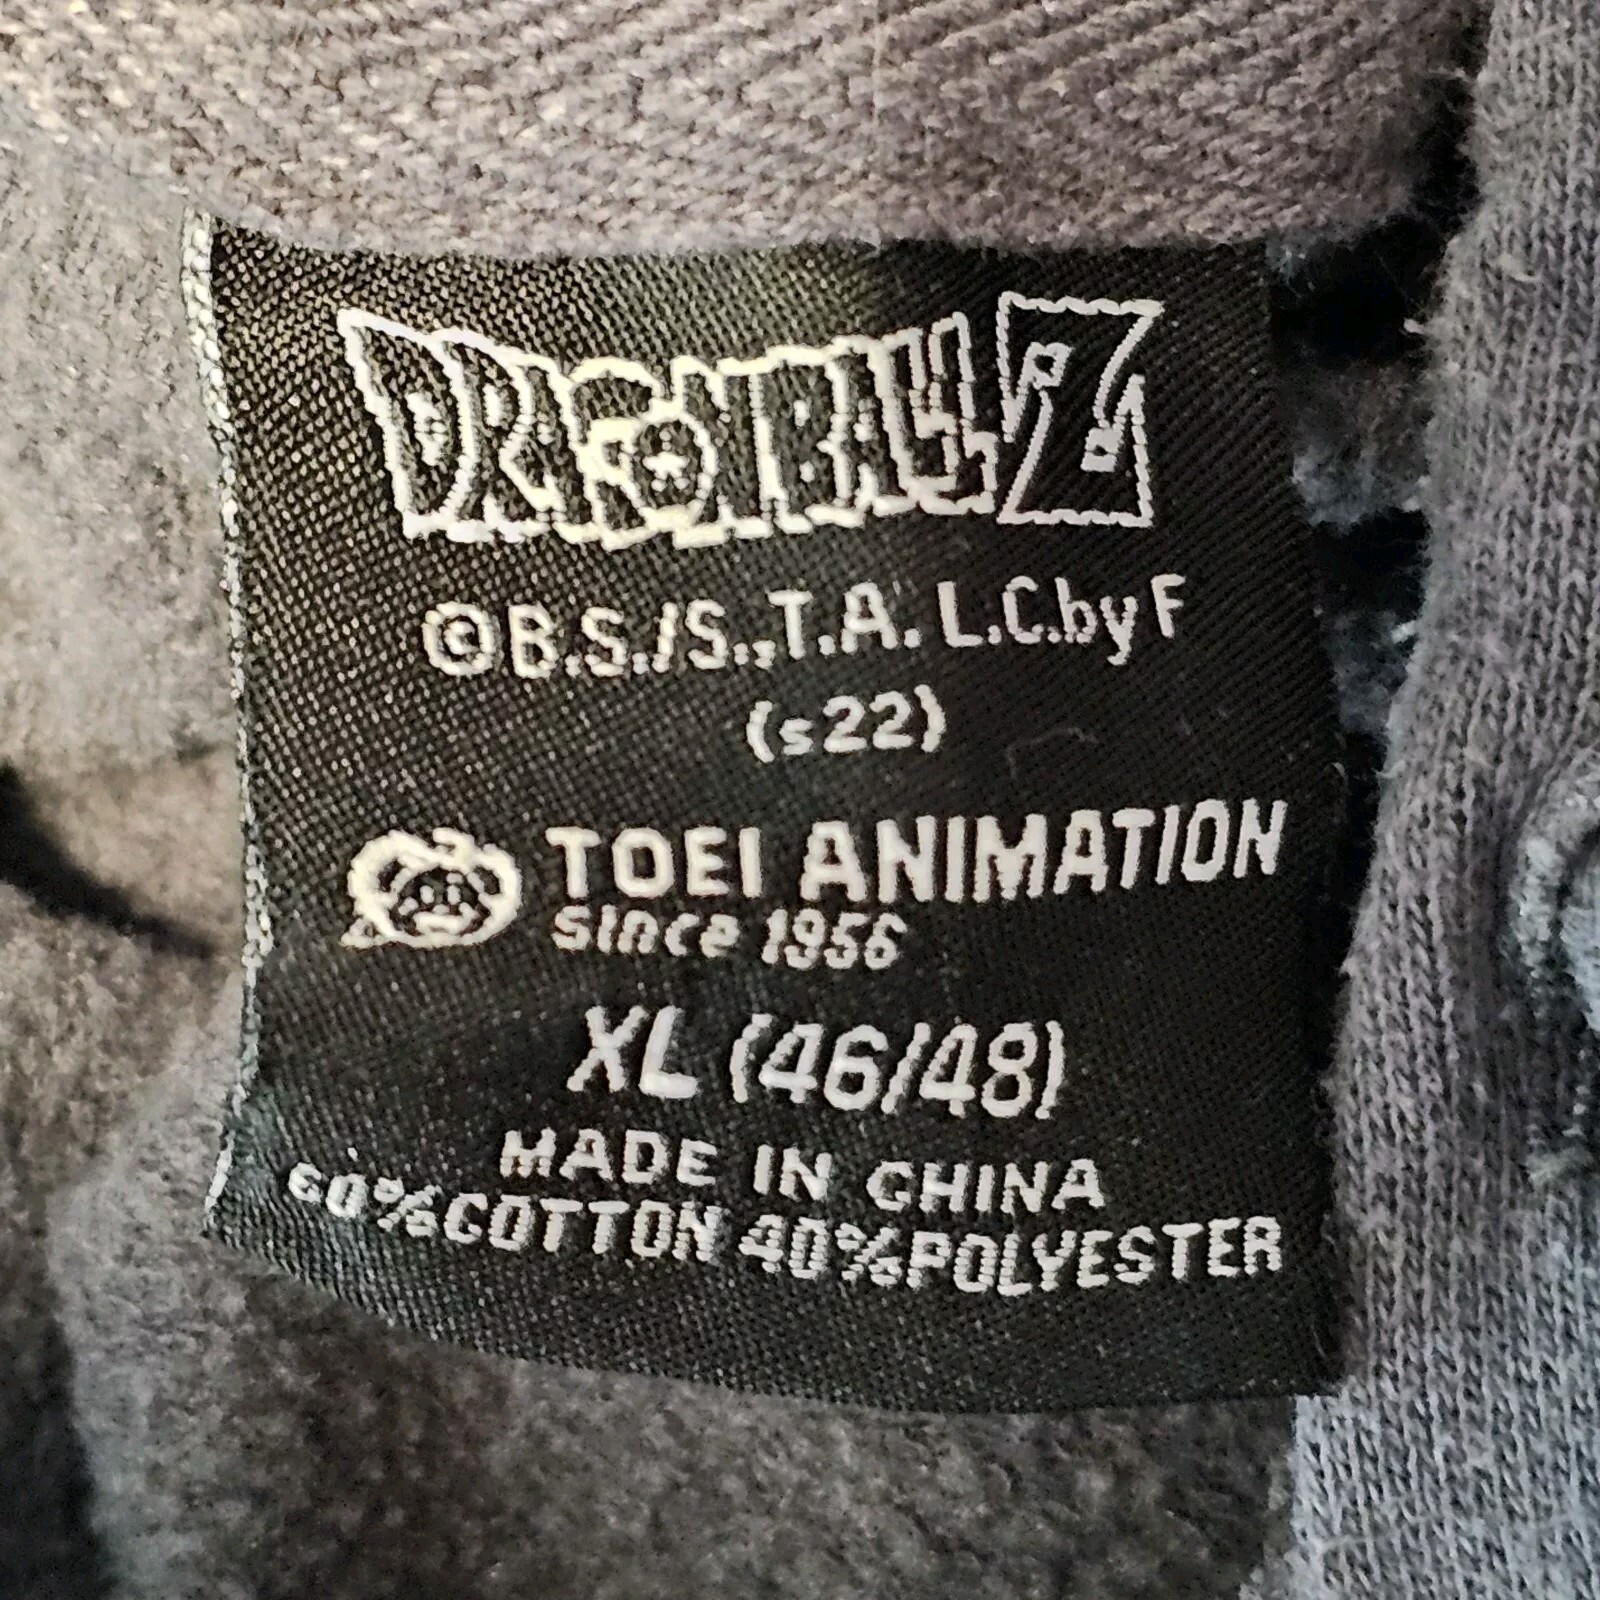 DRAGONBALL Z
©B.S./S.,T.A. L.C.by F
(s22)
TOEI ANIMATION
Since 1956
XL (46/48)
MADE IN CHINA
60%COTTON 40%POLYESTER